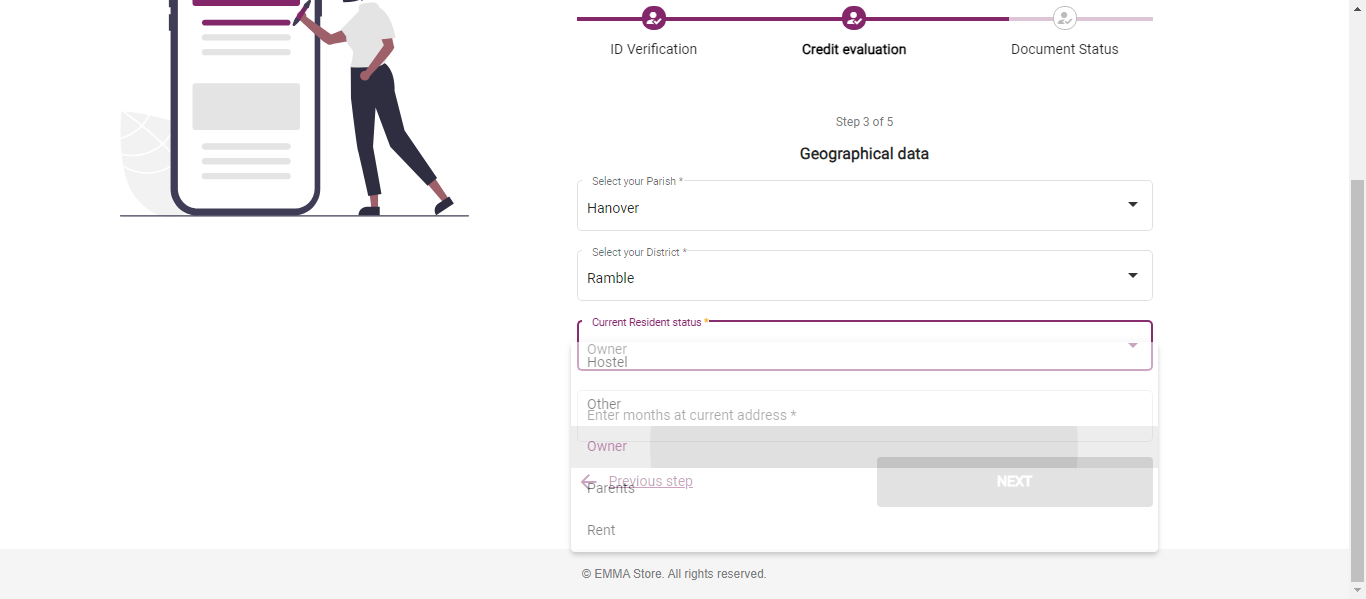 ID Verification
Credit evaluation
Document Status
Step 3 of 5
Geographical data
Select your Parish *
Hanover
Select your District *
Ramble
Current Resident status *
Owner
Hostel
Other
Enter months at current address *
Owner
Previous step
NEXT
Parents
Rent
© EMMA Store. All rights reserved.